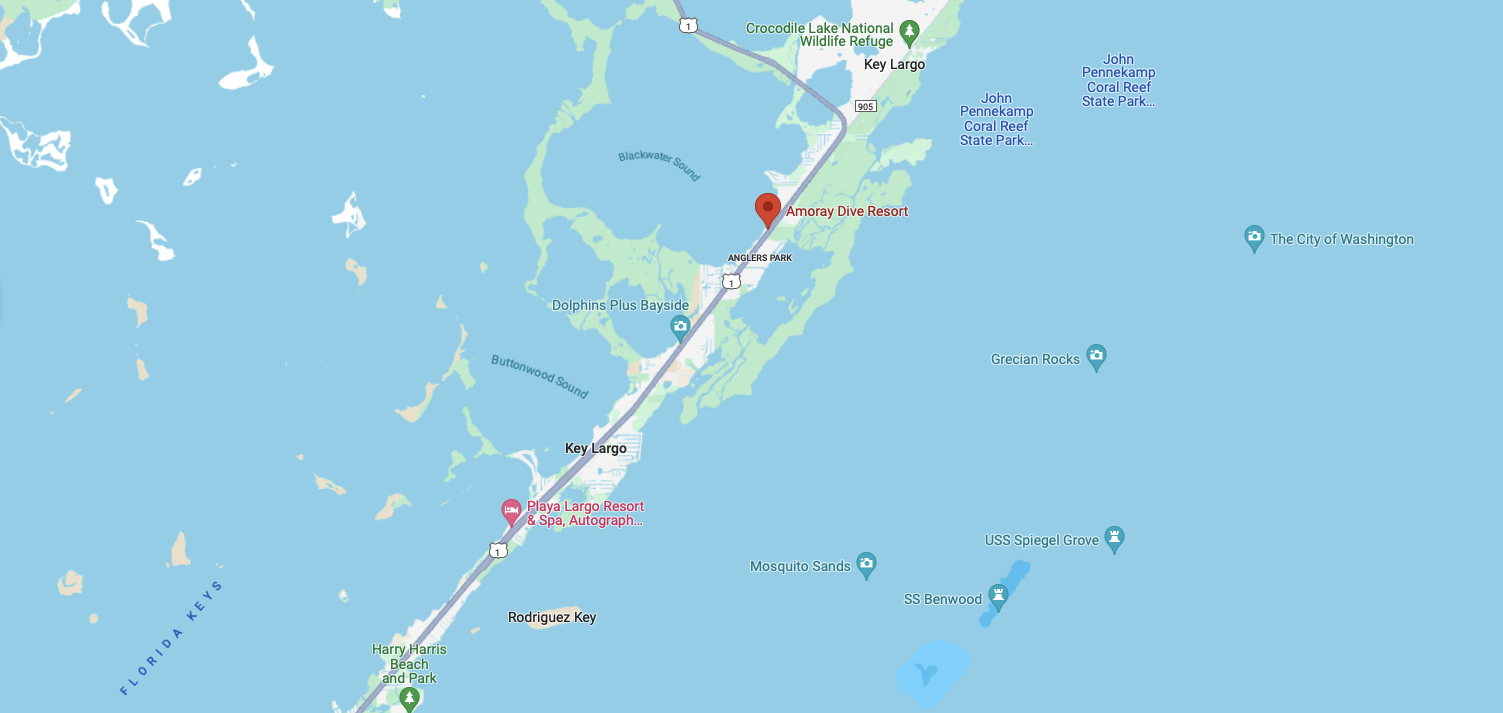 1
Crocodile Lake National
Wildlife Refuge
Key Largo
John
Pennekamp
Coral Reef
State Park...
905
John
Pennekamp
Coral Reef
State Park...
Blackwater Sound
Amoray Dive Resort
The City of Washington
ANGLERS PARK
1
Dolphins Plus Bayside
Grecian Rocks
Buttonwood Sound
Key Largo
Playa Largo Resort
& Spa, Autograph...
1
USS Spiegel Grove
Mosquito Sands
SS Benwood
Rodriguez Key
FLORIDA KEYS
Harry Harris
Beach
and Park